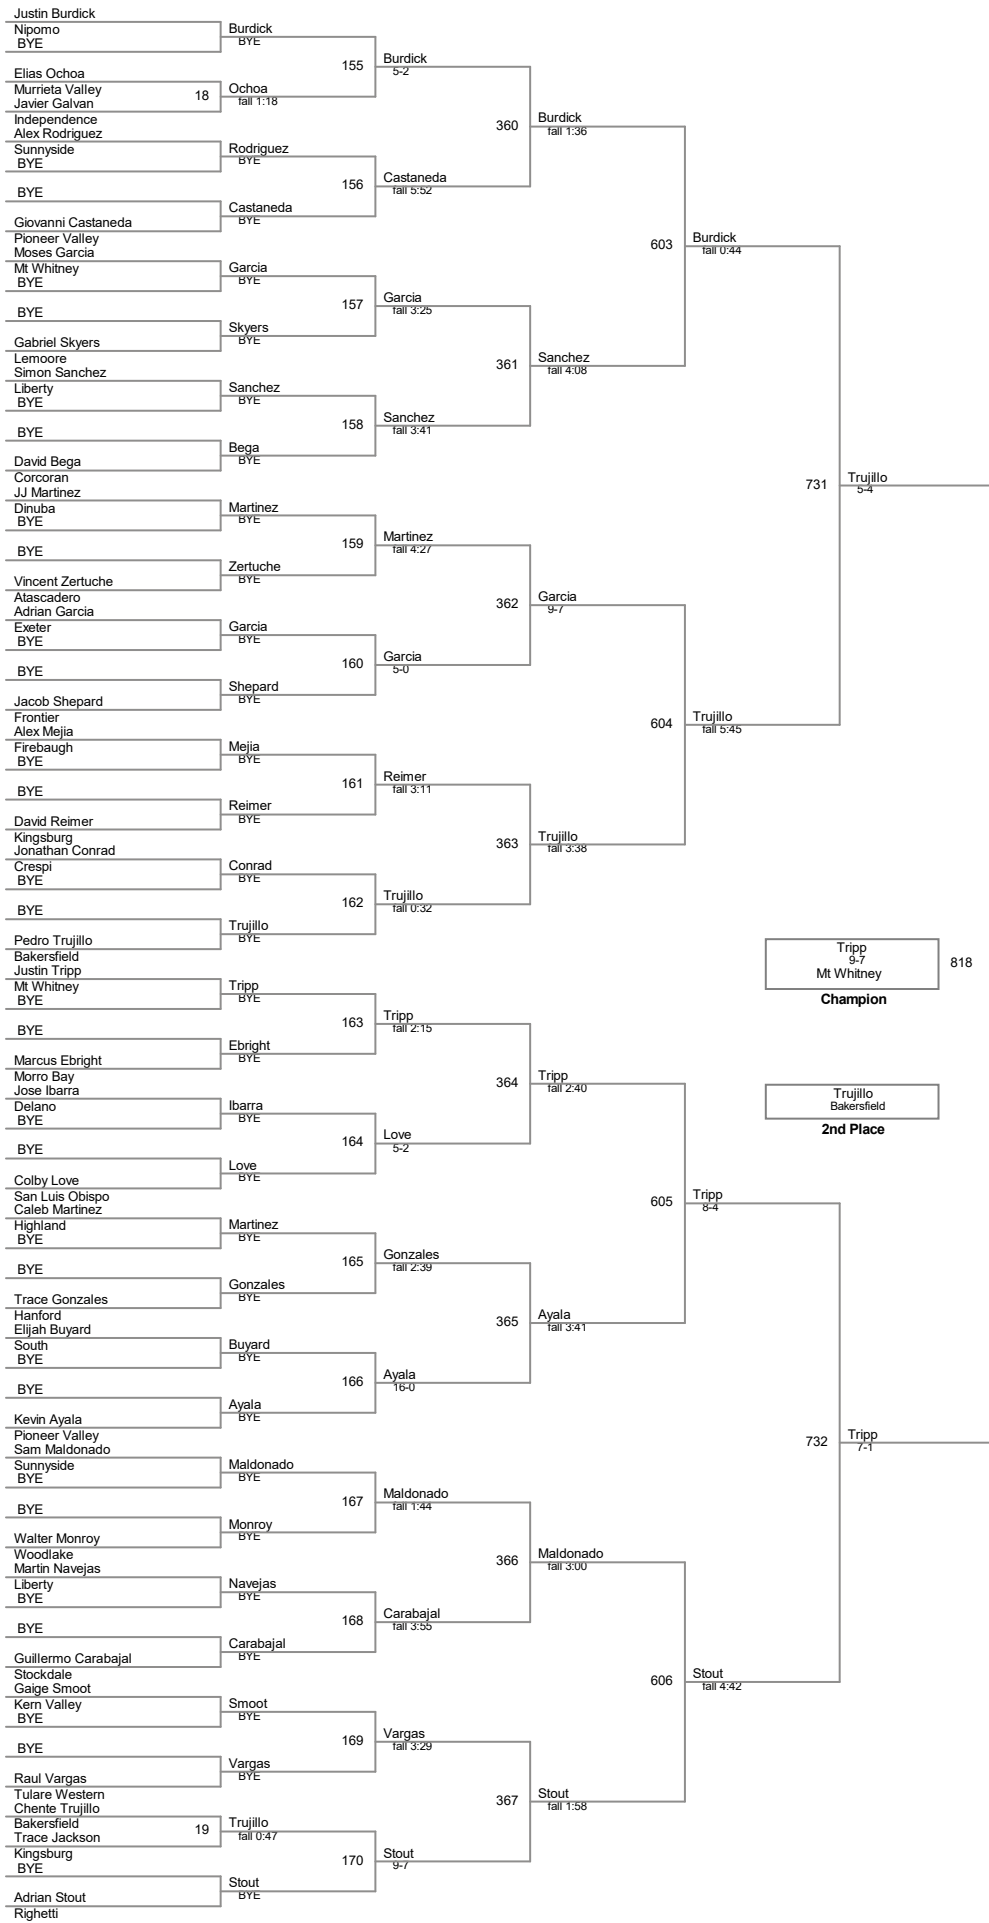 Justin Burdick
Nipomo
BYE
Burdick
BYE
155
Burdick
5-2
Elias Ochoa
Murrieta Valley
Javier Galvan
Independence
18
Ochoa
fall 1:18
360
Burdick
fall 1:36
Alex Rodriguez
Sunnyside
BYE
Rodriguez
BYE
156
Castaneda
fall 5:52
BYE
Giovanni Castaneda
Pioneer Valley
Castaneda
BYE
603
Burdick
fall 0:44
Moses Garcia
Mt Whitney
BYE
Garcia
BYE
157
Garcia
fall 3:25
BYE
Gabriel Skyers
Lemoore
Skyers
BYE
361
Sanchez
fall 4:08
Simon Sanchez
Liberty
BYE
Sanchez
BYE
158
Sanchez
fall 3:41
BYE
David Bega
Corcoran
Bega
BYE
731
Trujillo
5-4
JJ Martinez
Dinuba
BYE
Martinez
BYE
159
Martinez
fall 4:27
BYE
Vincent Zertuche
Atascadero
Zertuche
BYE
362
Garcia
9-7
Adrian Garcia
Exeter
BYE
Garcia
BYE
160
Garcia
5-0
BYE
Jacob Shepard
Frontier
Shepard
BYE
604
Trujillo
fall 5:45
Alex Mejia
Firebaugh
BYE
Mejia
BYE
161
Reimer
fall 3:11
BYE
David Reimer
Kingsburg
Reimer
BYE
363
Trujillo
fall 3:38
Jonathan Conrad
Crespi
BYE
Conrad
BYE
162
Trujillo
fall 0:32
BYE
Pedro Trujillo
Bakersfield
Trujillo
BYE
Tripp
9-7
Mt Whitney
818
Champion
Justin Tripp
Mt Whitney
BYE
Tripp
BYE
163
Tripp
fall 2:15
BYE
Marcus Ebright
Morro Bay
Ebright
BYE
364
Tripp
fall 2:40
Trujillo
Bakersfield
2nd Place
Jose Ibarra
Delano
BYE
Ibarra
BYE
164
Love
5-2
BYE
Colby Love
San Luis Obispo
Love
BYE
605
Tripp
8-4
Caleb Martinez
Highland
BYE
Martinez
BYE
165
Gonzales
fall 2:39
BYE
Trace Gonzales
Hanford
Gonzales
BYE
365
Ayala
fall 3:41
Elijah Buyard
South
BYE
Buyard
BYE
166
Ayala
16-0
BYE
Kevin Ayala
Pioneer Valley
Ayala
BYE
732
Tripp
7-1
Sam Maldonado
Sunnyside
BYE
Maldonado
BYE
167
Maldonado
fall 1:44
BYE
Walter Monroy
Woodlake
Monroy
BYE
366
Maldonado
fall 3:00
Martin Navejas
Liberty
BYE
Navejas
BYE
168
Carabajal
fall 3:55
BYE
Guillermo Carabajal
Stockdale
Carabajal
BYE
606
Stout
fall 4:42
Gaige Smoot
Kern Valley
BYE
Smoot
BYE
169
Vargas
fall 3:29
BYE
Raul Vargas
Tulare Western
Vargas
BYE
367
Stout
fall 1:58
Chente Trujillo
Bakersfield
Trace Jackson
Kingsburg
19
Trujillo
fall 0:47
170
Stout
9-7
BYE
Adrian Stout
Righetti
Stout
BYE